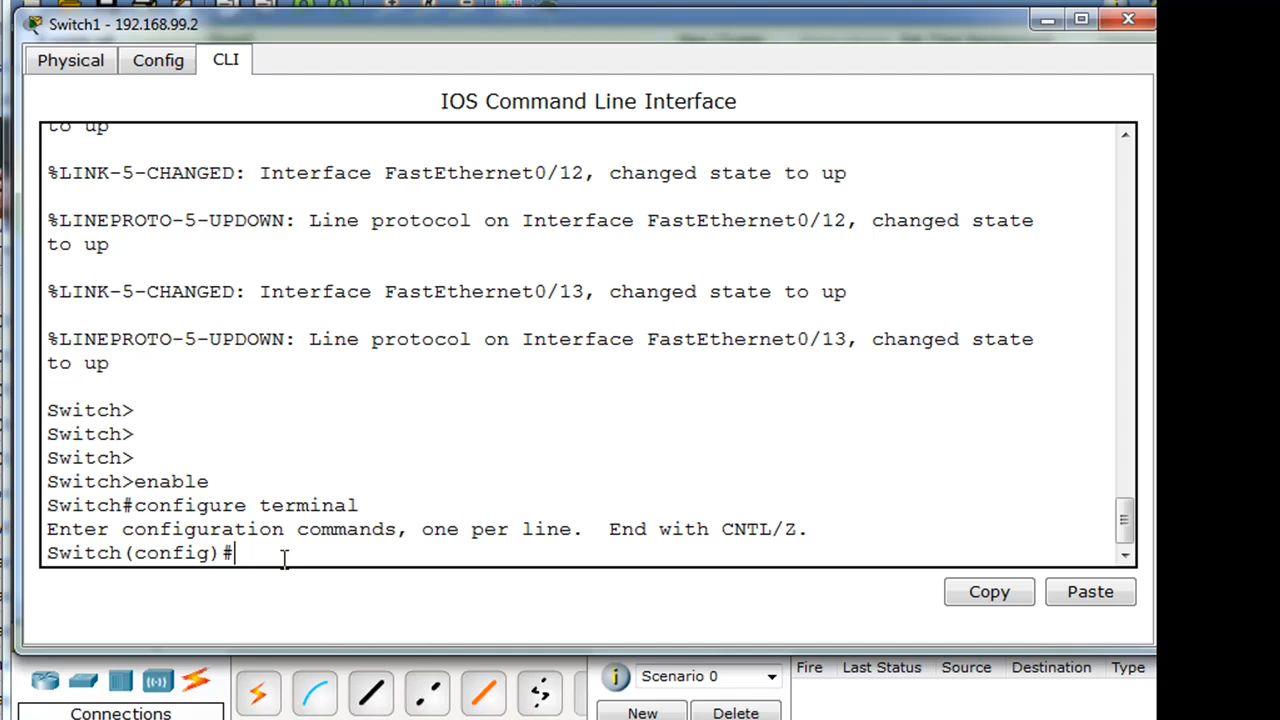 Switch1 - 192.168.99.2
Physical Config CLI
IOS Command Line Interface
to up
%LINK-5-CHANGED: Interface FastEthernet0/12, changed state to up
%LINEPROTO-5-UPDOWN: Line protocol on Interface FastEthernet0/12, changed state
to up
%LINK-5-CHANGED: Interface FastEthernet0/13, changed state to up
%LINEPROTO-5-UPDOWN: Line protocol on Interface FastEthernet0/13, changed state
to up
Switch>
Switch>
Switch>
Switch>enable
Switch#configure terminal
Enter configuration commands, one per line.  End with CNTL/Z.
Switch(config)#
Copy Paste
Scenario 0
Fire Last Status Source Destination Type
New Delete
Connections